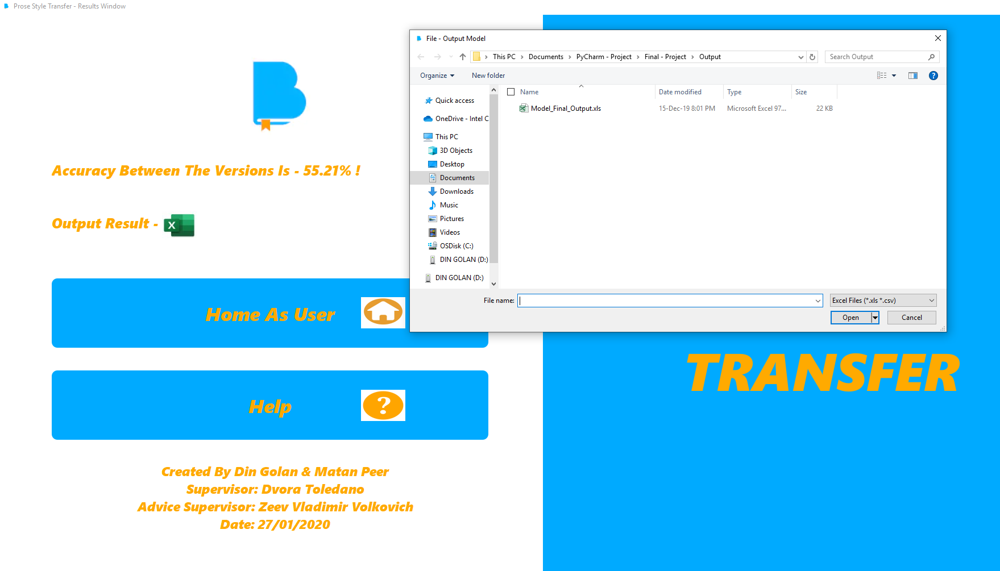 Prose Style Transfer - Results Window
Accuracy Between The Versions Is - 55.21% !
Output Result -
X
Home As User
Help
?
Created By Din Golan & Matan Peer
Supervisor: Dvora Toledano
Advice Supervisor: Zeev Vladimir Volkovich
Date: 27/01/2020
File - Output Model
This PC > Documents > PyCharm - Project > Final - Project > Output
Search Output
Organize
New folder
?
Quick access
OneDrive - Intel C
This PC
3D Objects
Desktop
Documents
Downloads
Music
Pictures
Videos
OSDisk (C:)
DIN GOLAN (D:)
DIN GOLAN (D:)
Name Date modified Type Size
Model_Final_Output.xls 15-Dec-19 8:01 PM Microsoft Excel 97... 22 KB
File name:
Excel Files (*.xls *.csv)
Open
Cancel
TRANSFER